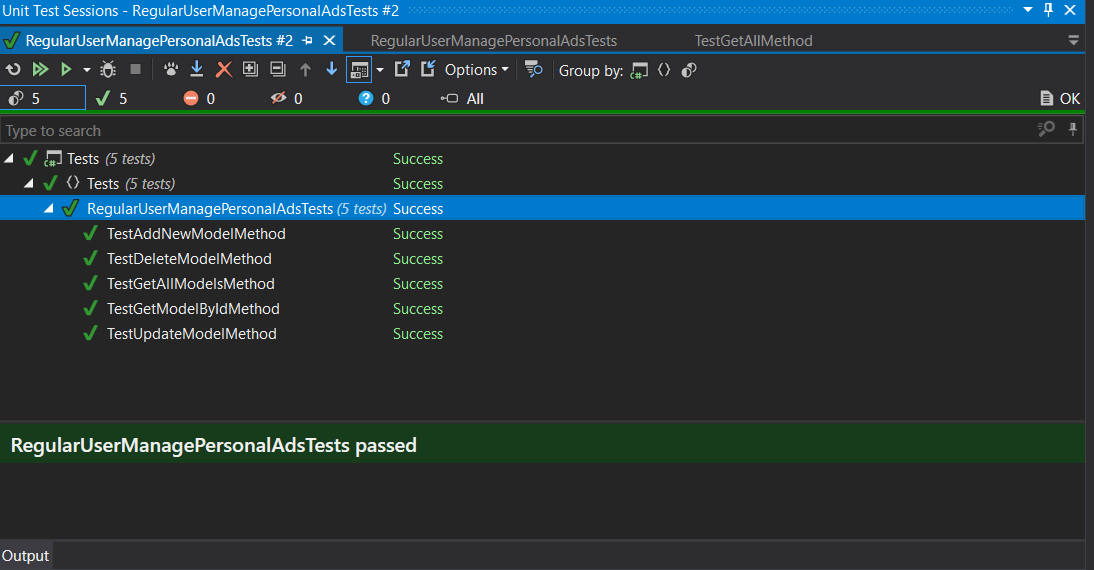 Unit Test Sessions - RegularUserManagePersonalAdsTests #2
RegularUserManagePersonalAdsTests #2 RegularUserManagePersonalAdsTests TestGetAllMethod
Options Group by: C#
5 5 0 0 ? 0 All OK
Type to search
C# Tests (5 tests) Success
Tests (5 tests) Success
RegularUserManagePersonalAdsTests (5 tests) Success
TestAddNewModelMethod Success
TestDeleteModelMethod Success
TestGetAllModelsMethod Success
TestGetModelByIdMethod Success
TestUpdateModelMethod Success
RegularUserManagePersonalAdsTests passed
Output